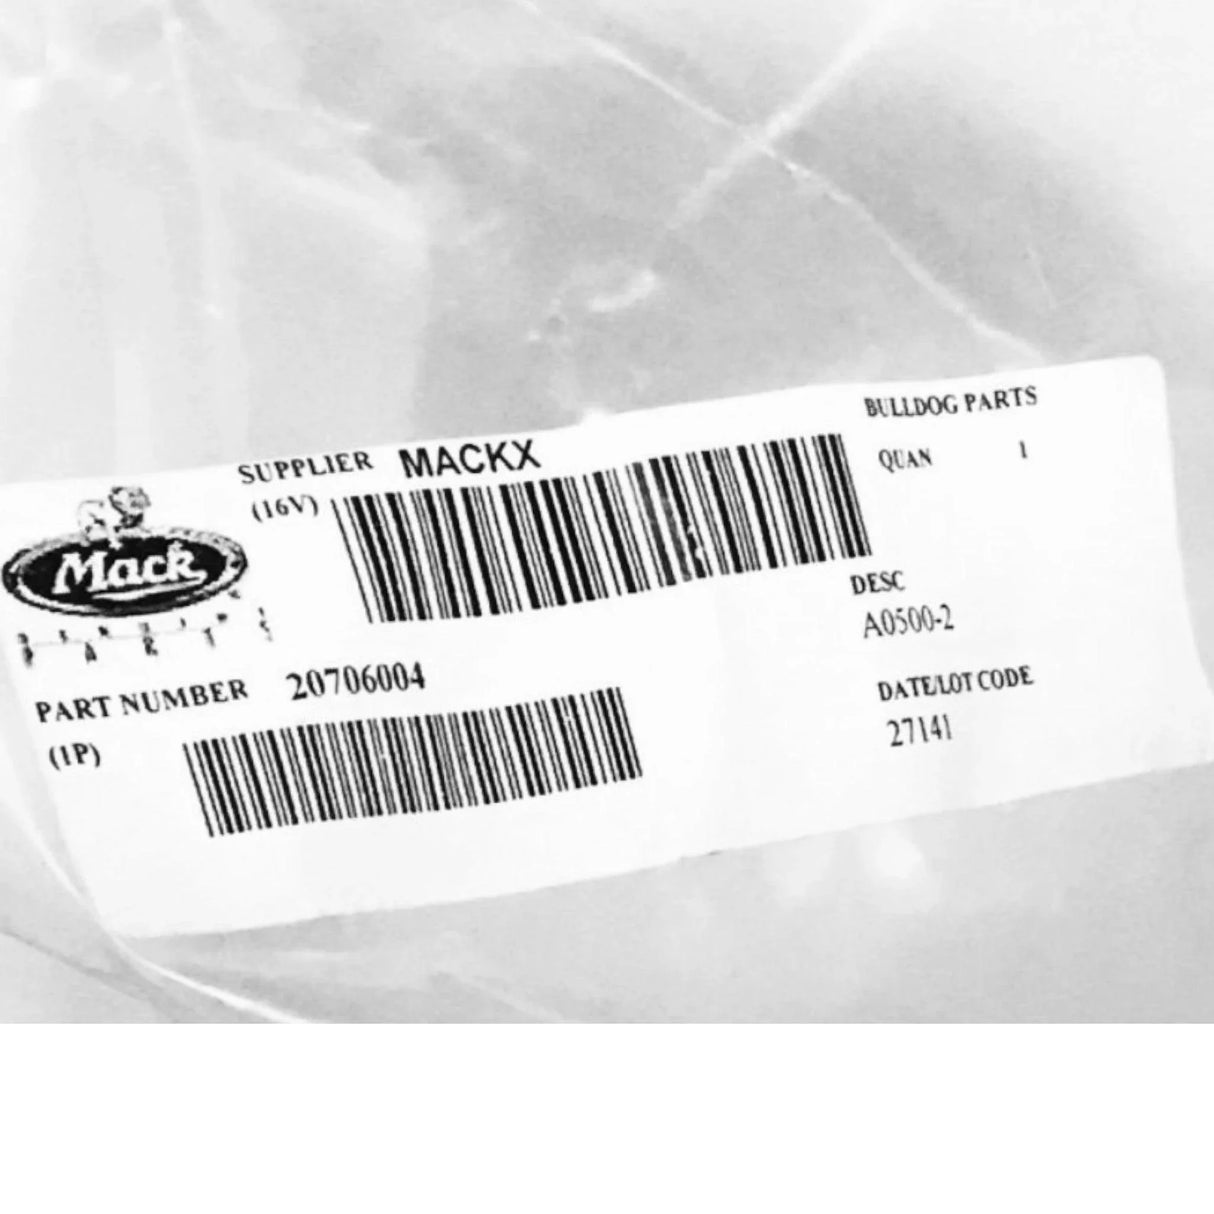 SUPPLIER MACKX
(16V)
Mack
PART NUMBER 20706004
(1P)
BULLDOG PARTS
QUAN 1
DESC
A0500-2
DATE/LOT CODE
27141